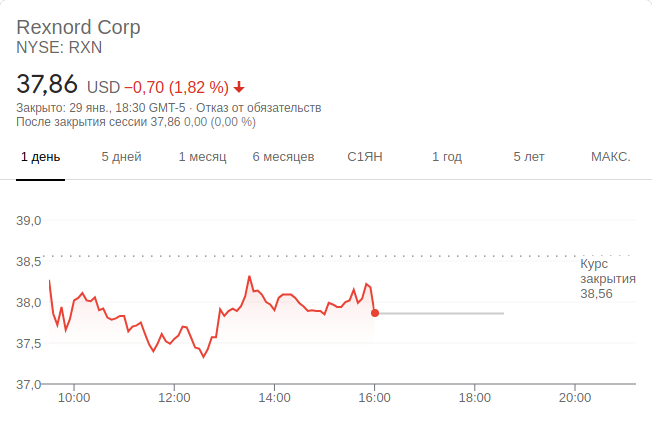 Rexnord Corp
NYSE: RXN
37,86 USD −0,70 (1,82 %)
Закрыто: 29 янв., 18:30 GMT-5 · Отказ от обязательств
После закрытия сессии 37,86 0,00 (0,00 %)
1 день 5 дней 1 месяц 6 месяцев С1ЯН 1 год 5 лет МАКС.
39,0
38,5
38,0
37,5
37,0
Курс
закрытия
38,56
10:00 12:00 14:00 16:00 18:00 20:00